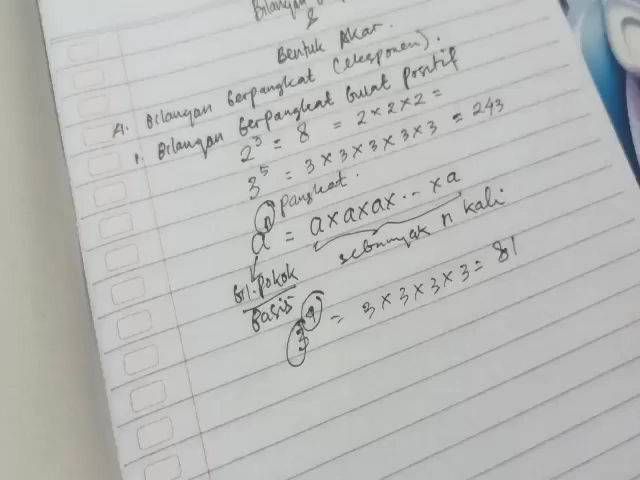 Bilangan
&
Bentuk Akar.
A. Bilangan berpangkat (eksponen).
1. Bilangan berpangkat bulat positif
2³ = 8 = 2 × 2 × 2 =
3⁵ = 3 × 3 × 3 × 3 × 3 = 243
Pangkat.
aⁿ = a × a × a × ... × a
bil. pokok sebanyak n kali
basis
3⁴ = 3 × 3 × 3 × 3 = 81